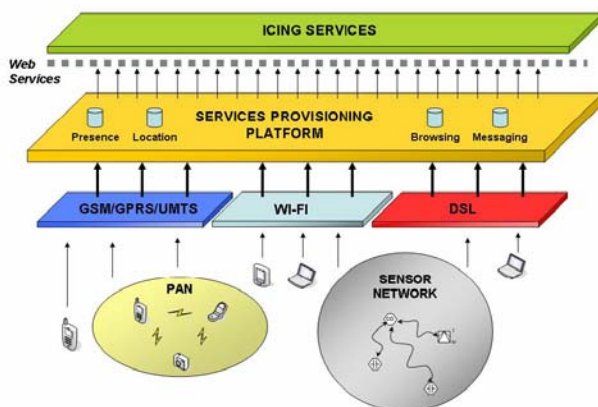 ICING SERVICES
Web
Services
SERVICES PROVISIONING
PLATFORM
Presence
Location
Browsing
Messaging
GSM/GPRS/UMTS
WI-FI
DSL
PAN
SENSOR
NETWORK